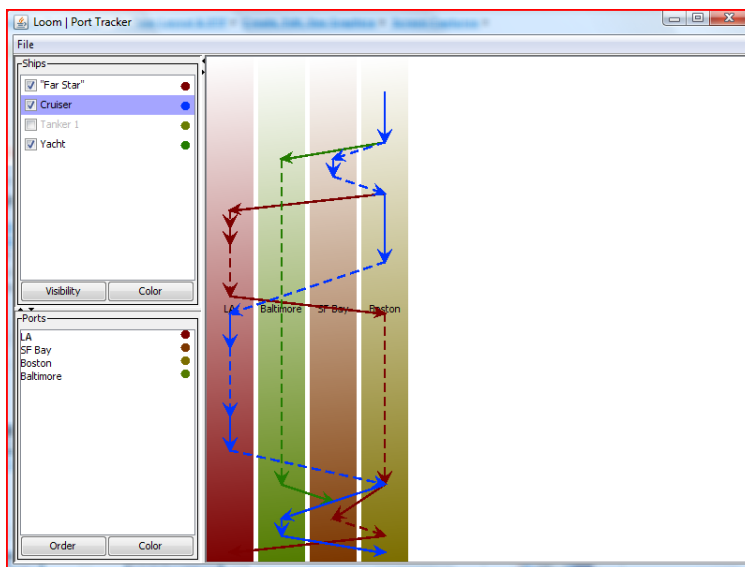 Loom | Port Tracker
File
Ships
"Far Star"
Cruiser
Tanker 1
Yacht
Visibility
Color
Ports
LA
SF Bay
Boston
Baltimore
Order
Color
LA
Baltimore
SF Bay
Boston